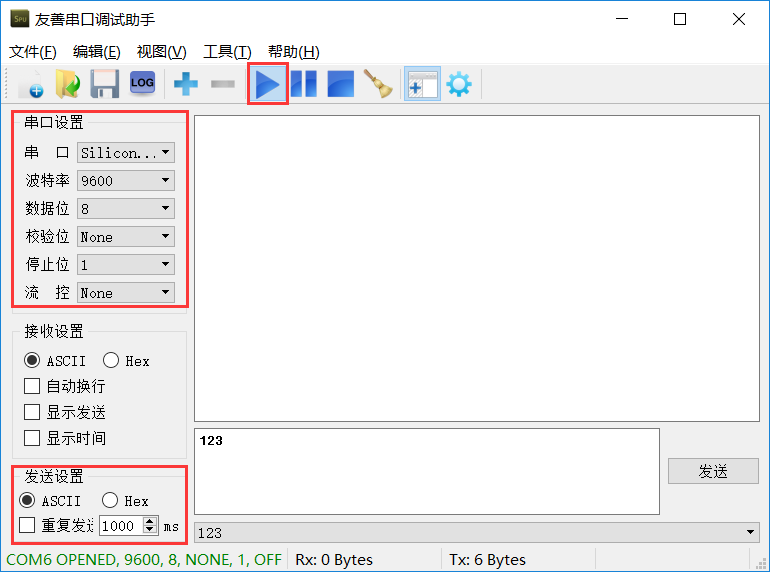 友善串口调试助手
文件(F) 编辑(E) 视图(V) 工具(T) 帮助(H)
LOG
串口设置
串 口 Silicon...
波特率 9600
数据位 8
校验位 None
停止位 1
流 控 None
接收设置
ASCII Hex
自动换行
显示发送
显示时间
发送设置
ASCII Hex
重复发送 1000 ms
123
发送
123
COM6 OPENED, 9600, 8, NONE, 1, OFF Rx: 0 Bytes Tx: 6 Bytes